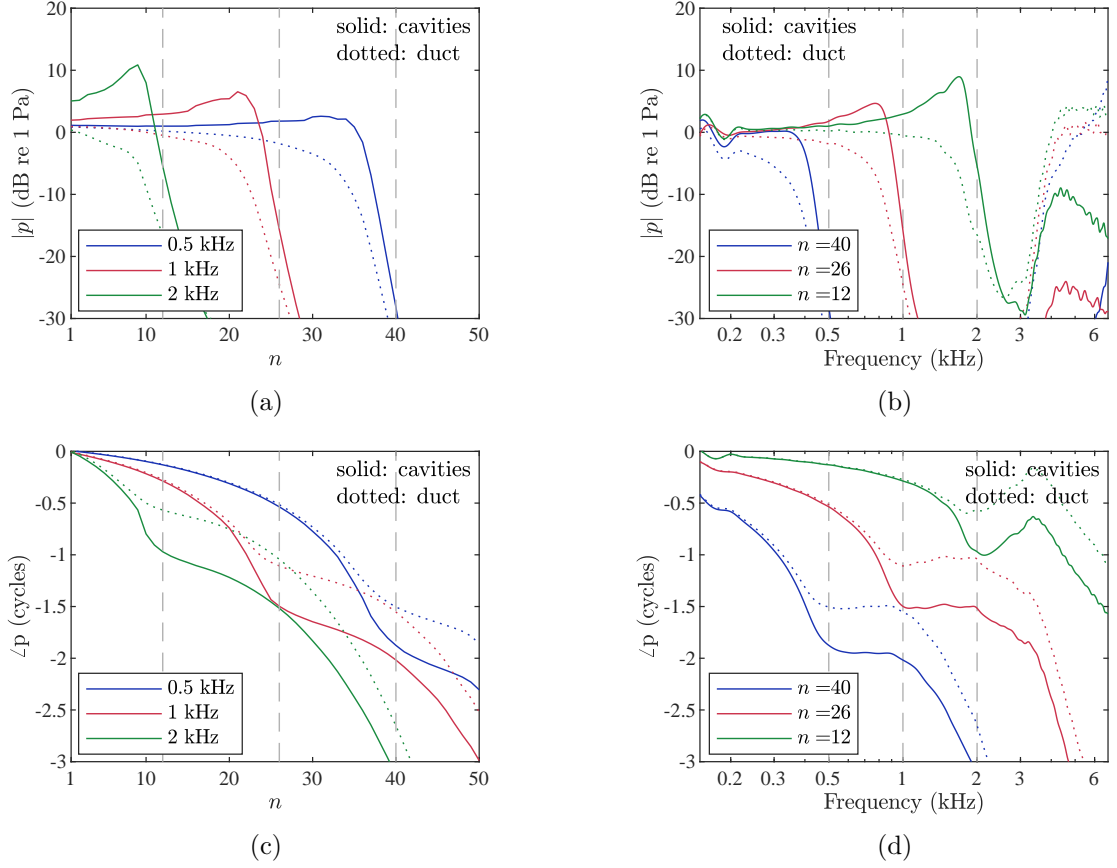 20
10
0
-10
-20
-30
|p| (dB re 1 Pa)
solid: cavities
dotted: duct
0.5 kHz
1 kHz
2 kHz
1 10 20 30 40 50
n
(a)
20
10
0
-10
-20
-30
|p| (dB re 1 Pa)
solid: cavities
dotted: duct
n =40
n =26
n =12
0.2 0.3 0.5 1 2 3 6
Frequency (kHz)
(b)
0
-0.5
-1
-1.5
-2
-2.5
-3
∠p (cycles)
solid: cavities
dotted: duct
0.5 kHz
1 kHz
2 kHz
1 10 20 30 40 50
n
(c)
0
-0.5
-1
-1.5
-2
-2.5
-3
∠p (cycles)
solid: cavities
dotted: duct
n =40
n =26
n =12
0.2 0.3 0.5 1 2 3 6
Frequency (kHz)
(d)